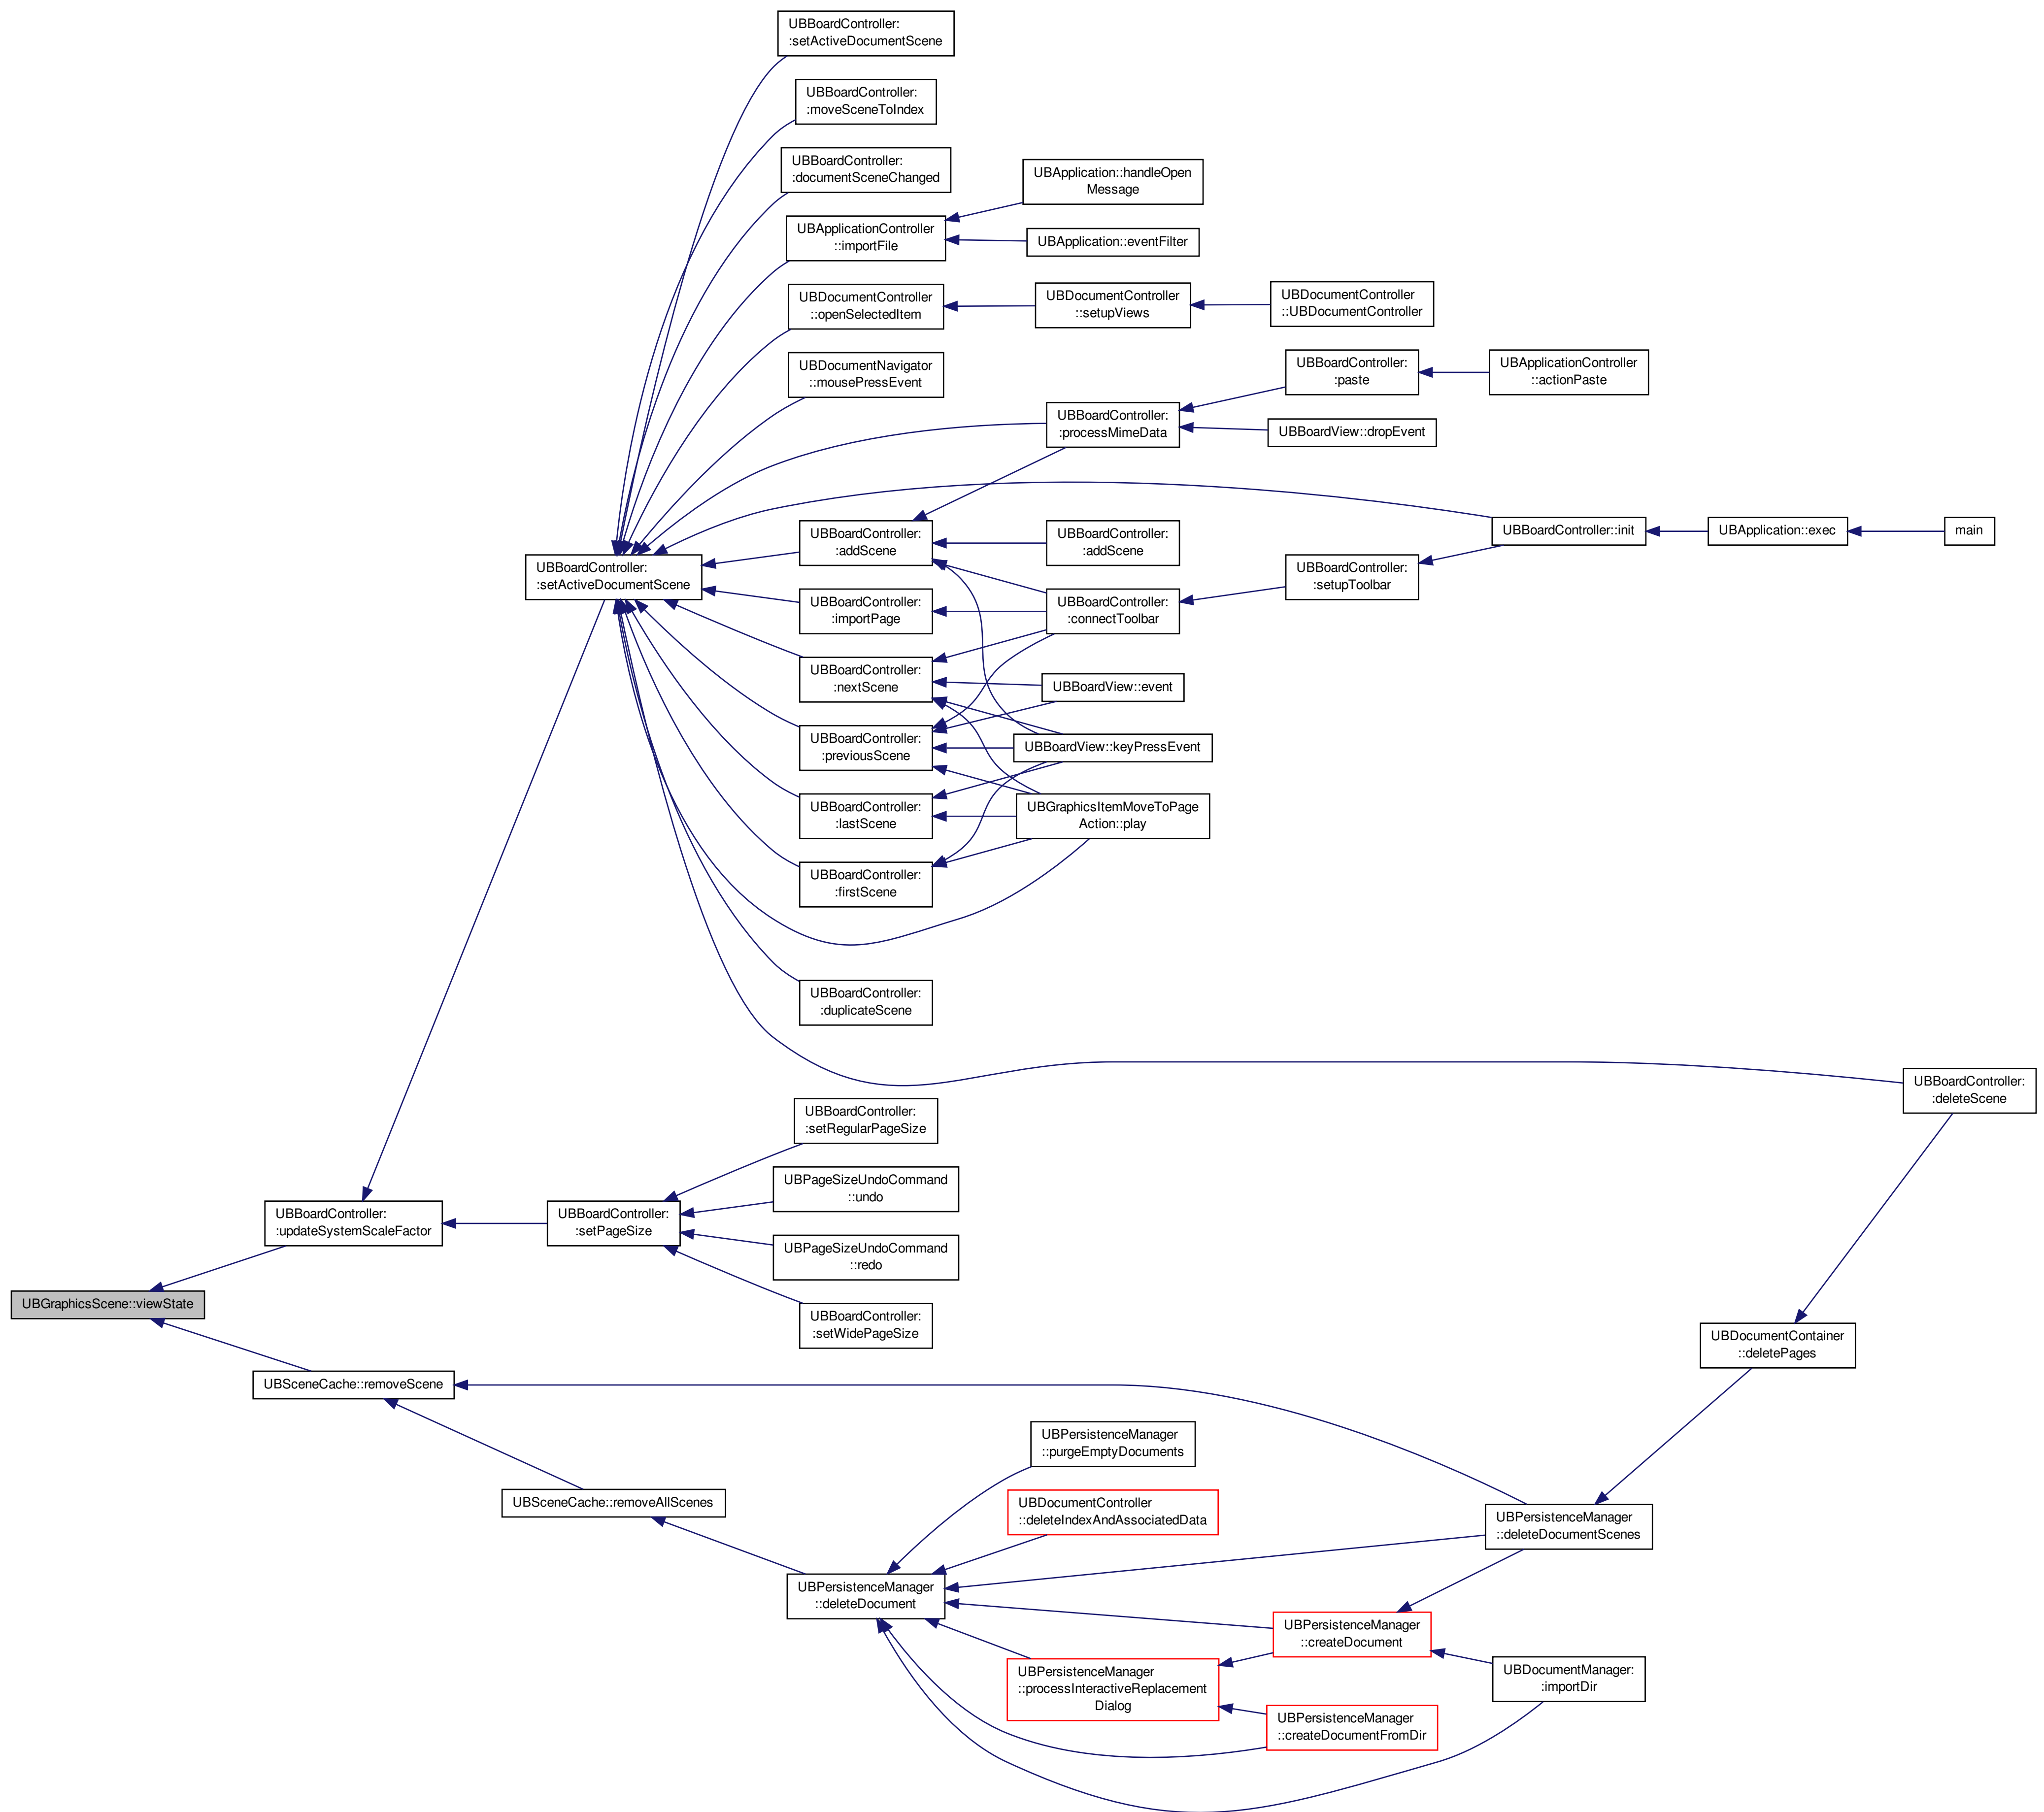 UBBoardController:
:setActiveDocumentScene
UBBoardController:
:moveSceneToIndex
UBBoardController:
:documentSceneChanged
UBApplication::handleOpen
Message
UBApplicationController
::importFile
UBApplication::eventFilter
UBDocumentController
::openSelectedItem
UBDocumentController
::setupViews
UBDocumentController
::UBDocumentController
UBDocumentNavigator
::mousePressEvent
UBBoardController:
:paste
UBApplicationController
::actionPaste
UBBoardController:
:processMimeData
UBBoardView::dropEvent
UBBoardController:
:setActiveDocumentScene
UBBoardController:
:addScene
UBBoardController:
:addScene
UBBoardController::init
UBApplication::exec
main
UBBoardController:
:setupToolbar
UBBoardController:
:importPage
UBBoardController:
:connectToolbar
UBBoardController:
:nextScene
UBBoardView::event
UBBoardController:
:previousScene
UBBoardView::keyPressEvent
UBBoardController:
:lastScene
UBGraphicsItemMoveToPage
Action::play
UBBoardController:
:firstScene
UBBoardController:
:duplicateScene
UBBoardController:
:deleteScene
UBBoardController:
:setRegularPageSize
UBPageSizeUndoCommand
::undo
UBBoardController:
:updateSystemScaleFactor
UBBoardController:
:setPageSize
UBPageSizeUndoCommand
::redo
UBGraphicsScene::viewState
UBBoardController:
:setWidePageSize
UBDocumentContainer
::deletePages
UBSceneCache::removeScene
UBPersistenceManager
::purgeEmptyDocuments
UBSceneCache::removeAllScenes
UBDocumentController
::deleteIndexAndAssociatedData
UBPersistenceManager
::deleteDocumentScenes
UBPersistenceManager
::deleteDocument
UBPersistenceManager
::createDocument
UBPersistenceManager
::processInteractiveReplacement
Dialog
UBDocumentManager:
:importDir
UBPersistenceManager
::createDocumentFromDir